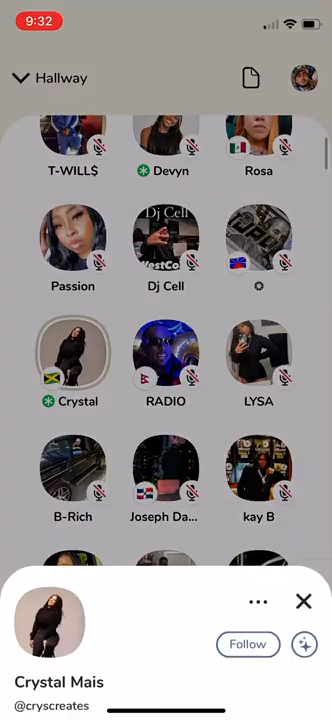 9:32
Hallway
T-WILL$
Devyn
Rosa
Dj Cell
WestCo
Passion
Dj Cell
Crystal
RADIO
LYSA
B-Rich
Joseph Da...
kay B
Follow
Crystal Mais
@cryscreates